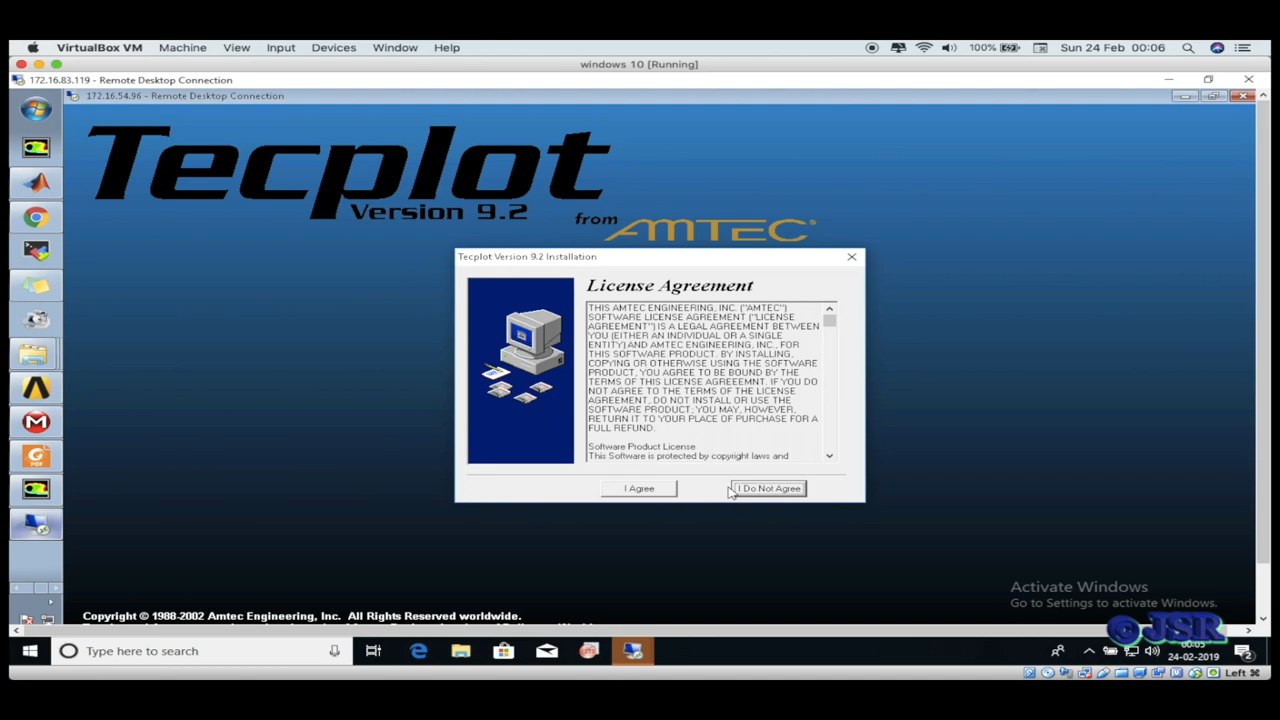 VirtualBox VM Machine View Input Devices Window Help 100% Sun 24 Feb 00:06
windows 10 [Running]
172.16.83.119 - Remote Desktop Connection
172.16.54.96 - Remote Desktop Connection
Tecplot
Version 9.2 from AMTEC
Tecplot Version 9.2 Installation
License Agreement
THIS AMTEC ENGINEERING, INC. ("AMTEC")
SOFTWARE LICENSE AGREEMENT ("LICENSE
AGREEMENT") IS A LEGAL AGREEMENT BETWEEN
YOU (EITHER AN INDIVIDUAL OR A SINGLE
ENTITY) AND AMTEC ENGINEERING, INC., FOR
THIS SOFTWARE PRODUCT. BY INSTALLING,
COPYING OR OTHERWISE USING THE SOFTWARE
PRODUCT, YOU AGREE TO BE BOUND BY THE
TERMS OF THIS LICENSE AGREEEMNT. IF YOU DO
NOT AGREE TO THE TERMS OF THE LICENSE
AGREEMENT, DO NOT INSTALL OR USE THE
SOFTWARE PRODUCT; YOU MAY, HOWEVER,
RETURN IT TO YOUR PLACE OF PURCHASE FOR A
FULL REFUND.
Software Product License
This Software is protected by copyright laws and
I Agree I Do Not Agree
PDF
Activate Windows
Go to Settings to activate Windows.
Copyright © 1988-2002 Amtec Engineering, Inc. All Rights Reserved worldwide.
© JSR
Type here to search
00:05
24-02-2019
2
Left ⌘